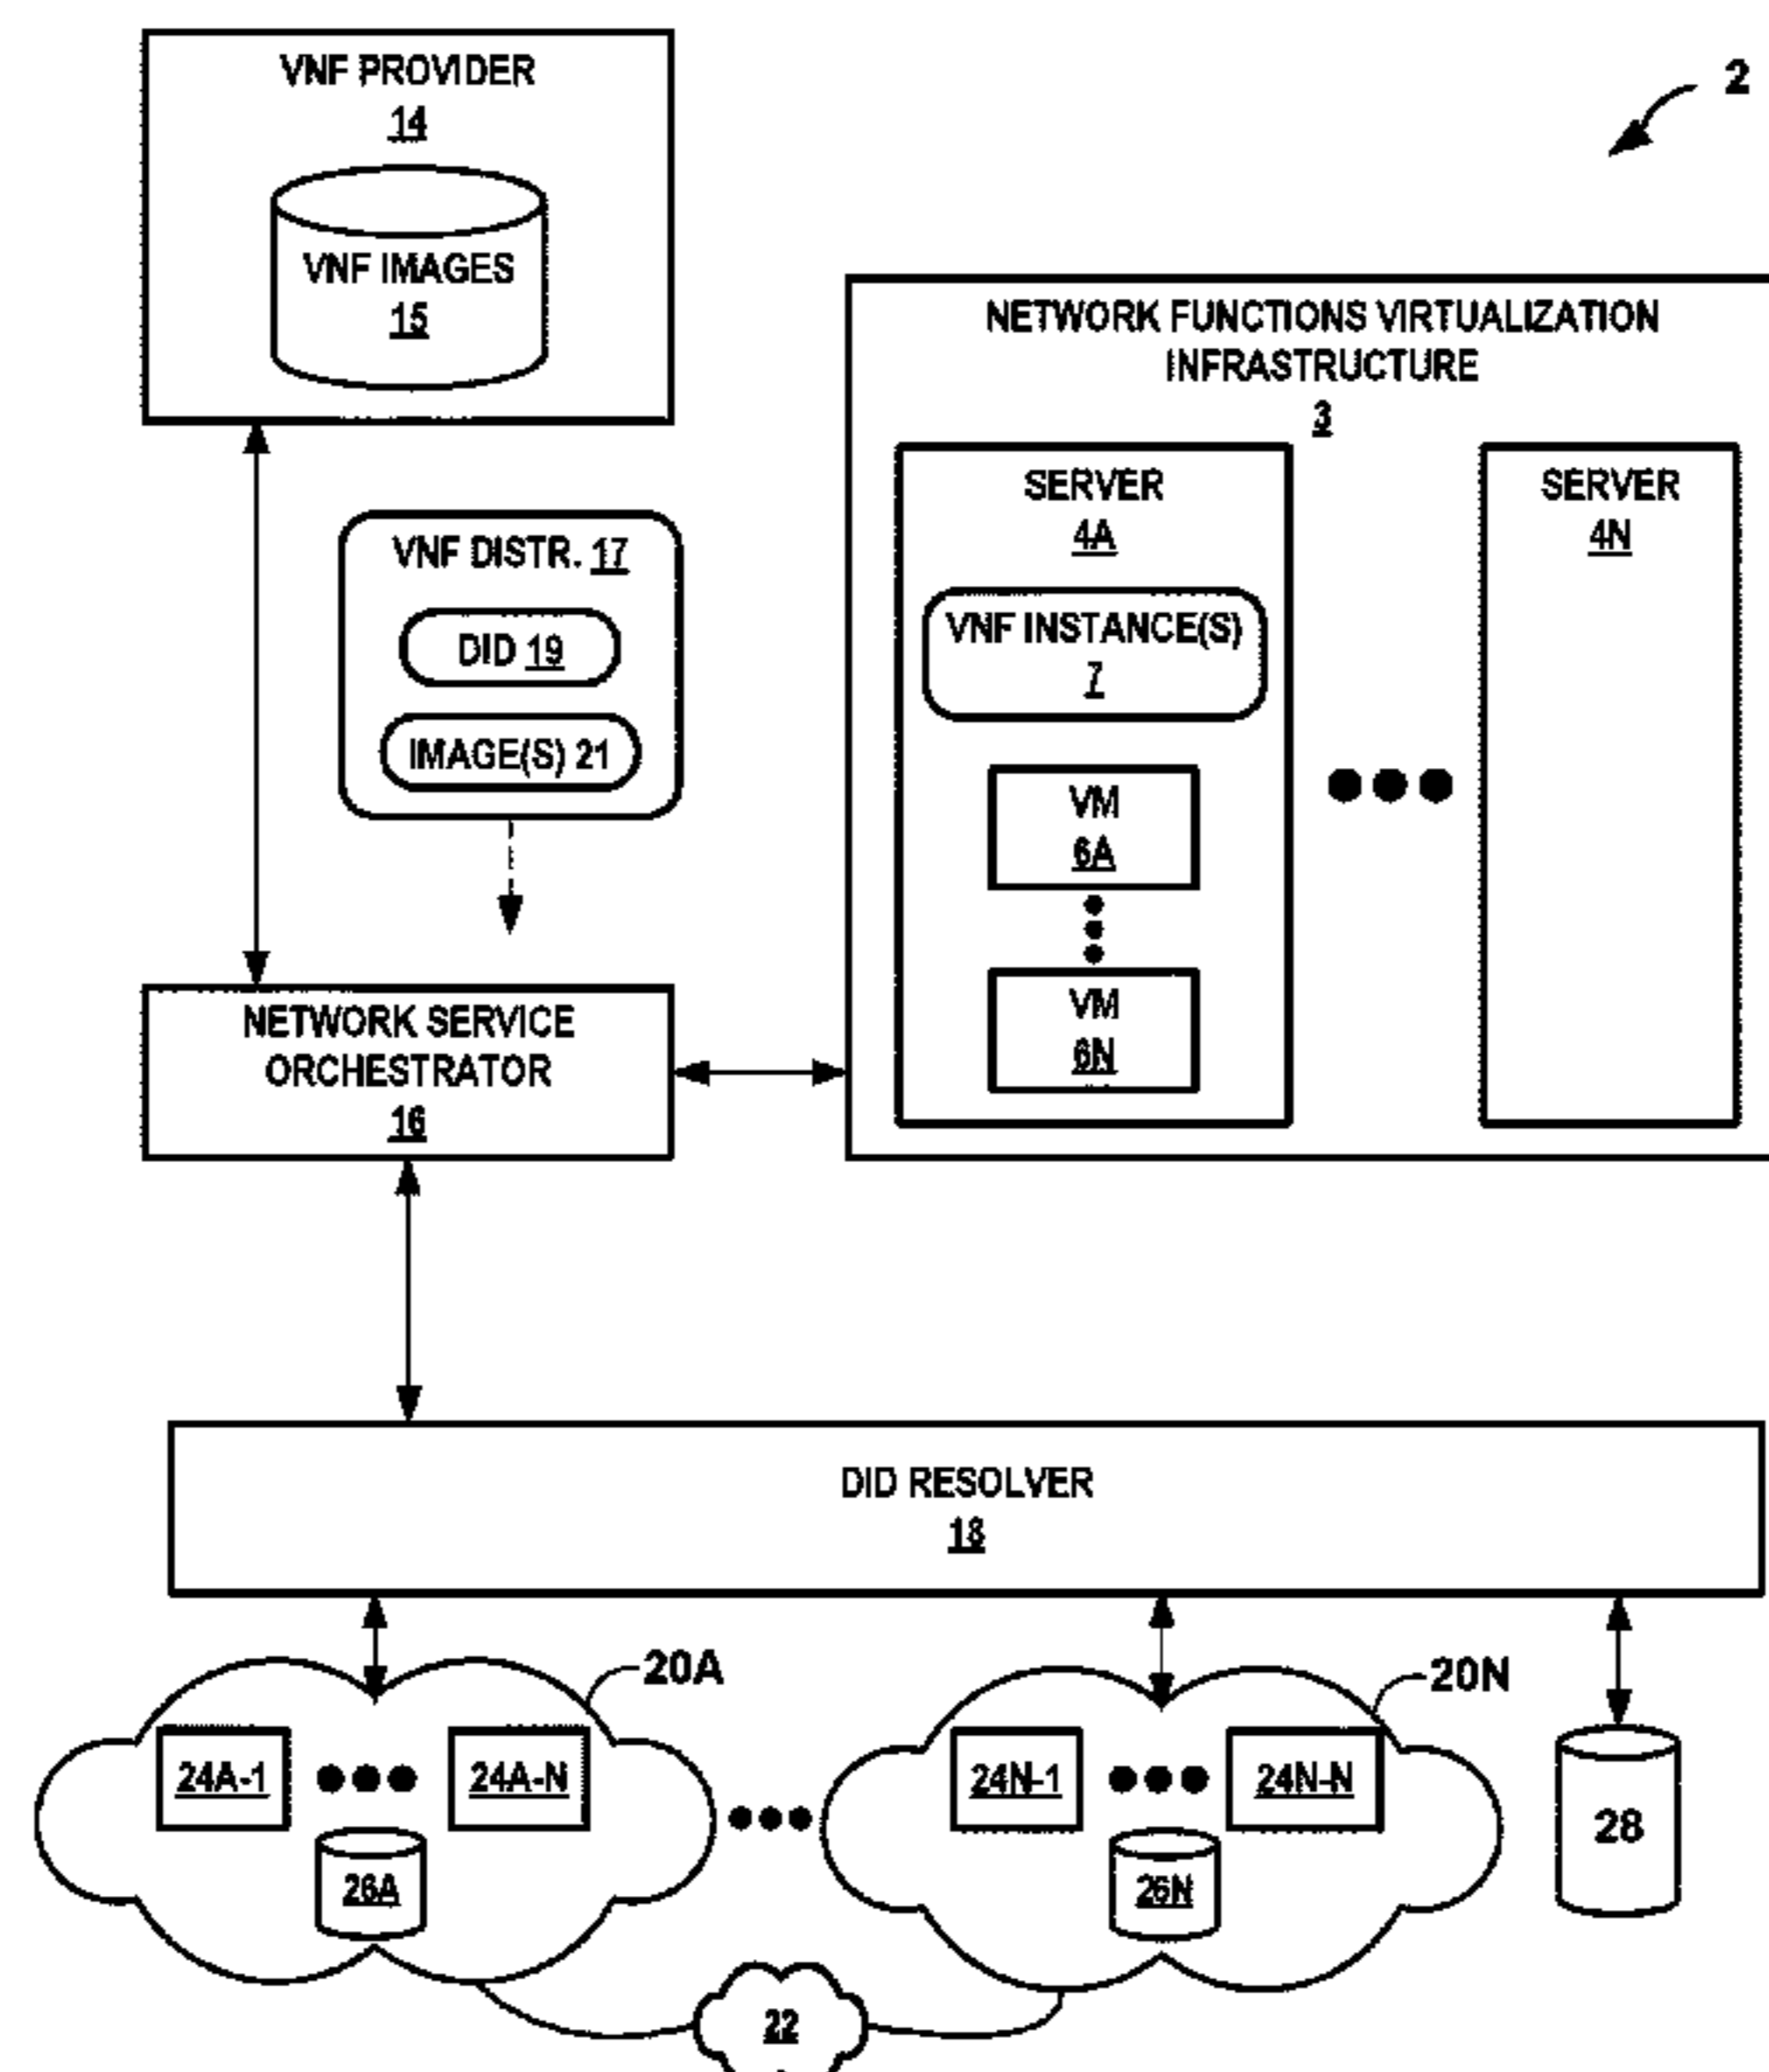 VNF PROVIDER
14
VNF IMAGES
15
2
NETWORK FUNCTIONS VIRTUALIZATION
INFRASTRUCTURE
3
SERVER
4A
VNF INSTANCE(S)
7
VM
6A
VM
6N
SERVER
4N
VNF DISTR. 17
DID 19
IMAGE(S) 21
NETWORK SERVICE
ORCHESTRATOR
16
DID RESOLVER
18
20A
24A-1
24A-N
26A
20N
24N-1
24N-N
26N
28
22